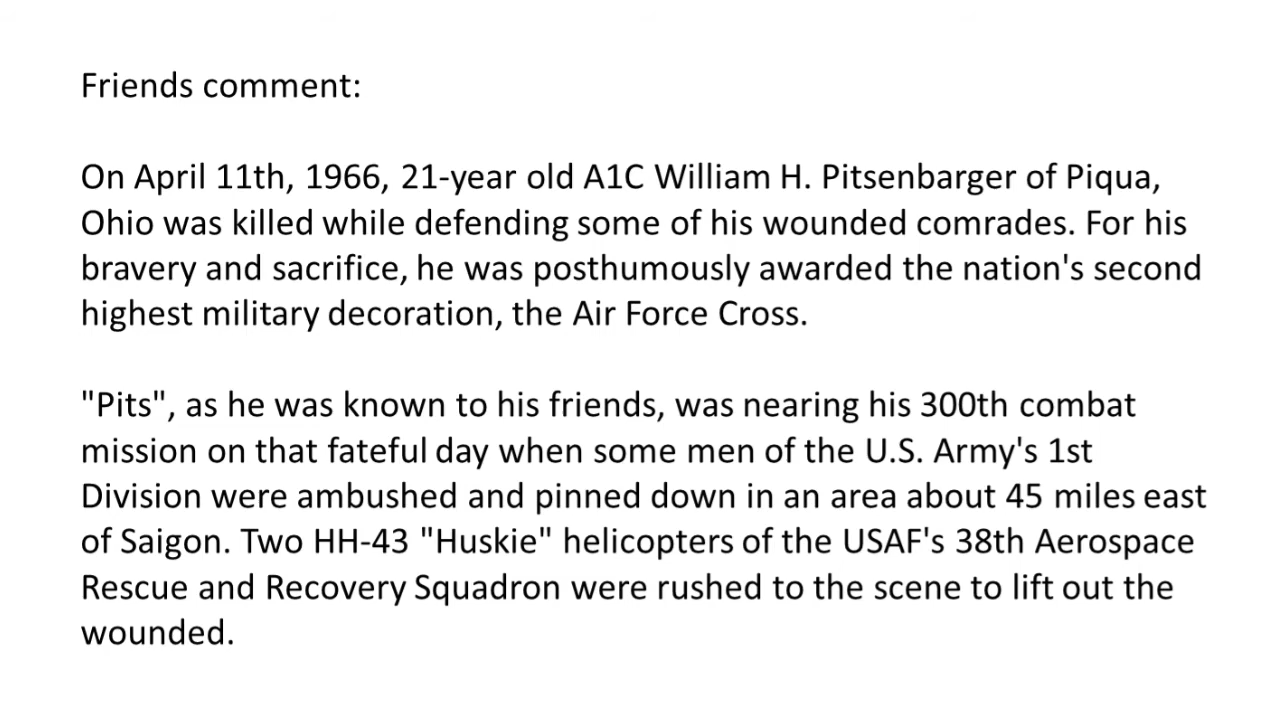 Friends comment:
On April 11th, 1966, 21-year old A1C William H. Pitsenbarger of Piqua,
Ohio was killed while defending some of his wounded comrades. For his
bravery and sacrifice, he was posthumously awarded the nation's second
highest military decoration, the Air Force Cross.
"Pits", as he was known to his friends, was nearing his 300th combat
mission on that fateful day when some men of the U.S. Army's 1st
Division were ambushed and pinned down in an area about 45 miles east
of Saigon. Two HH-43 "Huskie" helicopters of the USAF's 38th Aerospace
Rescue and Recovery Squadron were rushed to the scene to lift out the
wounded.